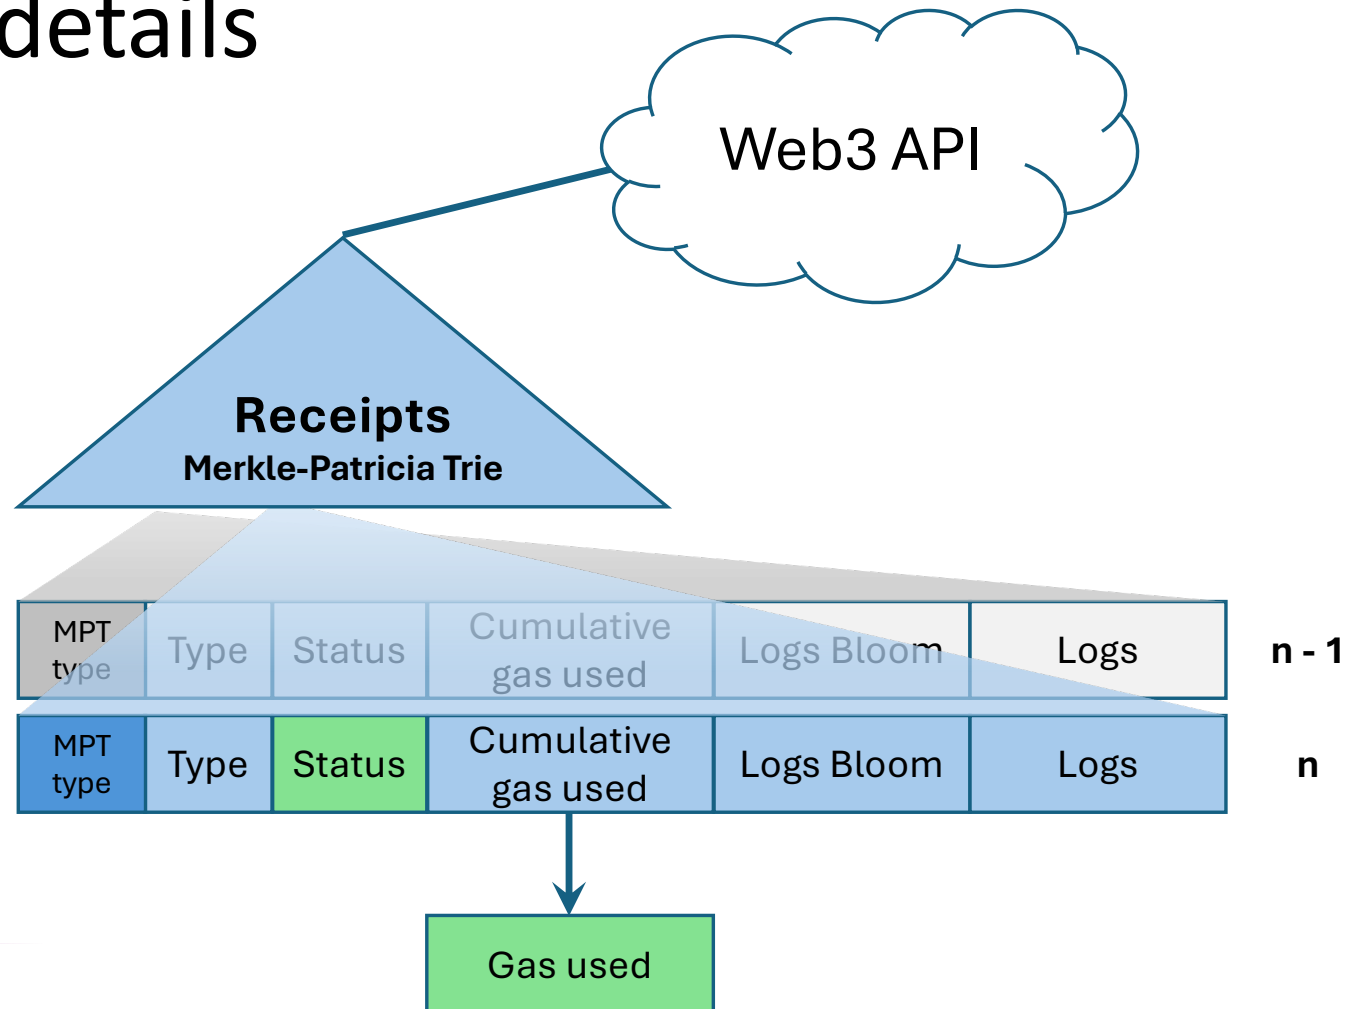 details
Web3 API
Receipts
Merkle-Patricia Trie
MPT
type
Type
Status
Cumulative
gas used
Logs Bloom
Logs
n - 1
MPT
type
Type
Status
Cumulative
gas used
Logs Bloom
Logs
n
Gas used